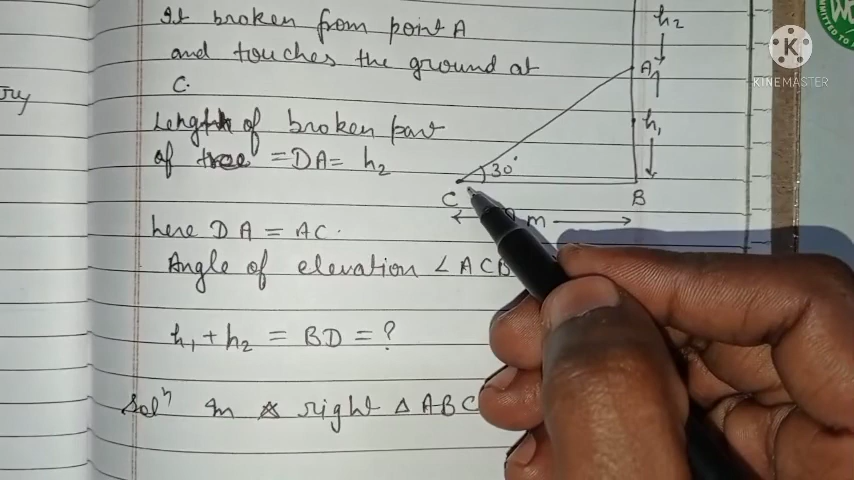 It broken from point A
and touches the ground at
C.
Length of broken part
of tree = DA = h2
here DA = AC.
Angle of elevation ∠ACB
h1 + h2 = BD = ?
Solⁿ In right △ABC
h2
A
h1
30°
C
B
m
K
KINEMASTER